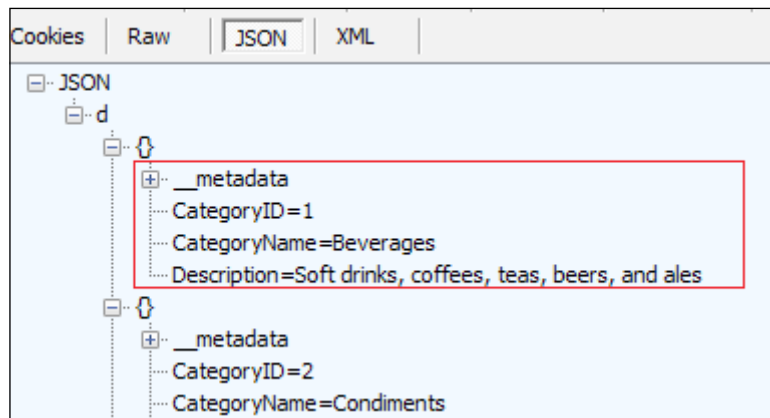 Cookies Raw JSON XML
JSON
d
{}
__metadata
CategoryID=1
CategoryName=Beverages
Description=Soft drinks, coffees, teas, beers, and ales
{}
__metadata
CategoryID=2
CategoryName=Condiments